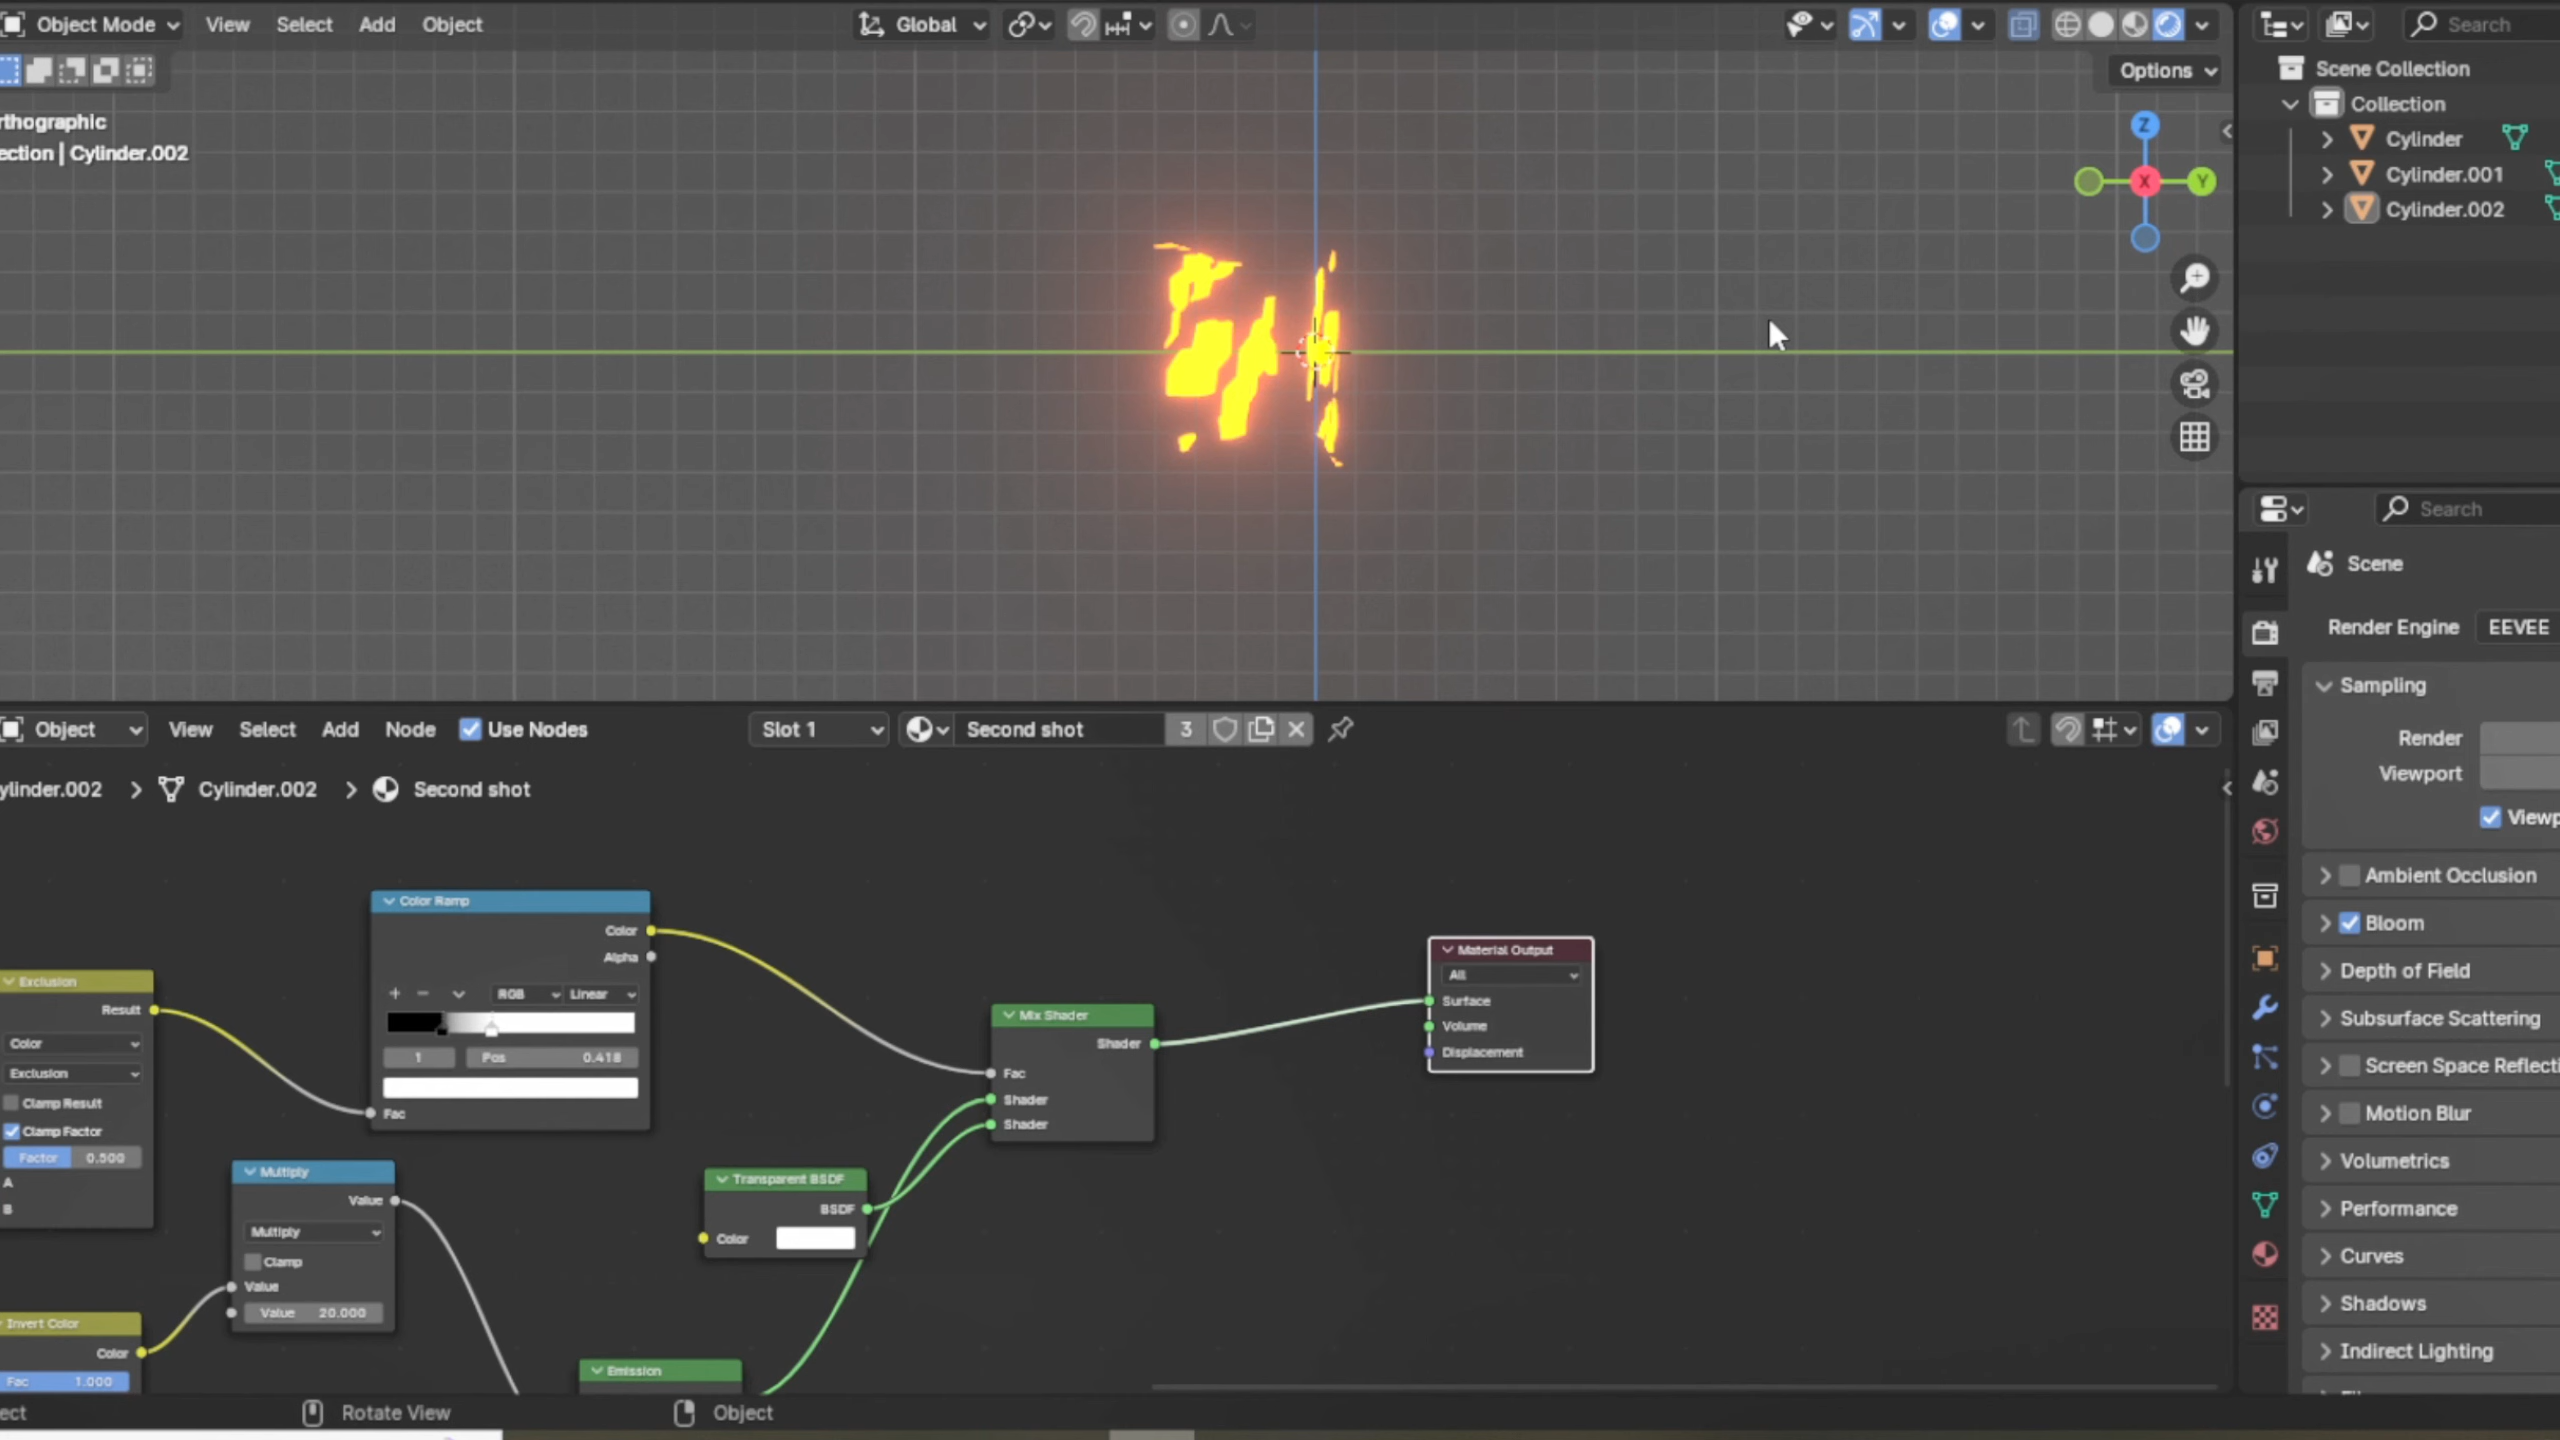 Object Mode View Select Add Object Global Search
Options
Scene Collection
Collection
rthographic
ection | Cylinder.002
Cylinder
Cylinder.001
Cylinder.002
Z
X
Y
Search
Scene
Render Engine EEVEE
Sampling
Render
Viewport
Viewp
Ambient Occlusion
Bloom
Depth of Field
Subsurface Scattering
Screen Space Reflecti
Motion Blur
Volumetrics
Performance
Curves
Shadows
Indirect Lighting
Object View Select Add Node Use Nodes Slot 1 Second shot 3
ylinder.002 > Cylinder.002 > Second shot
Color Ramp
Color
Alpha
+ − RGB Linear
1 Pos 0.418
Fac
Exclusion
Result
Color
Exclusion
Clamp Result
Clamp Factor
Factor 0.500
A
B
Multiply
Value
Multiply
Clamp
Value
Value 20.000
Invert Color
Color
Fac 1.000
Transparent BSDF
BSDF
Color
Emission
Mix Shader
Shader
Fac
Shader
Shader
Material Output
All
Surface
Volume
Displacement
ect Rotate View Object